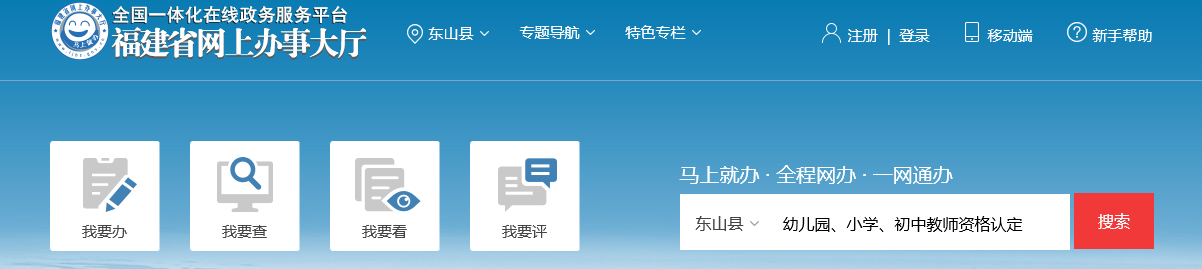 全国一体化在线政务服务平台
福建省网上办事大厅
东山县 专题导航 特色专栏 注册 | 登录 移动端 新手帮助
马上就办 · 全程网办 · 一网通办
东山县 幼儿园、小学、初中教师资格认定 搜索
我要办 我要查 我要看 我要评